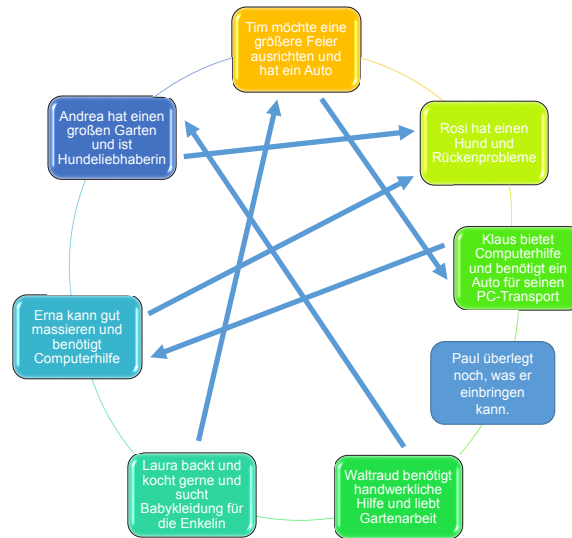 Tim möchte eine
größere Feier
ausrichten und
hat ein Auto
Rosi hat einen
Hund und
Rückenprobleme
Klaus bietet
Computerhilfe
und benötigt ein
Auto für seinen
PC-Transport
Paul überlegt
noch, was er
einbringen
kann.
Waltraud benötigt
handwerkliche
Hilfe und liebt
Gartenarbeit
Laura backt und
kocht gerne und
sucht
Babykleidung für
die Enkelin
Erna kann gut
massieren und
benötigt
Computerhilfe
Andrea hat einen
großen Garten
und ist
Hundeliebhaberin